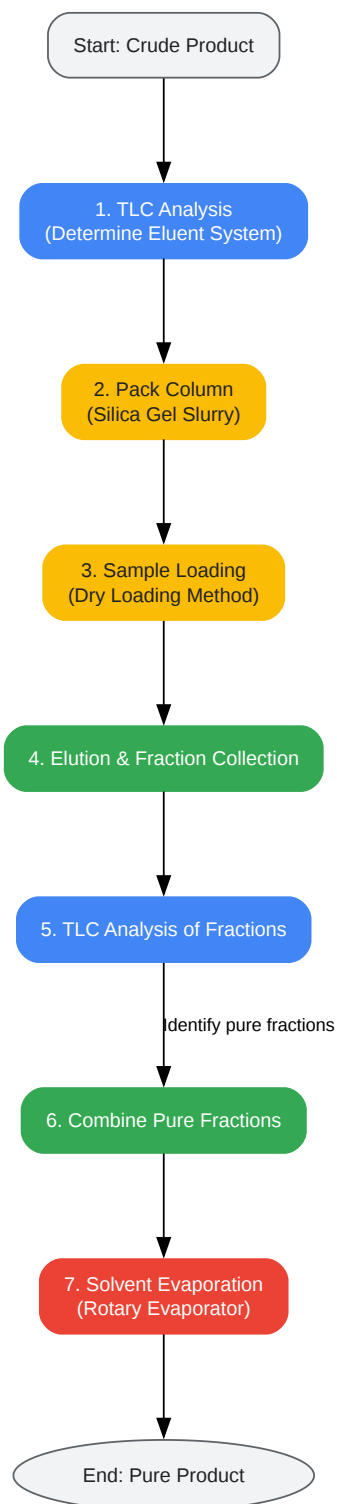 Start: Crude Product
1. TLC Analysis
(Determine Eluent System)
2. Pack Column
(Silica Gel Slurry)
3. Sample Loading
(Dry Loading Method)
4. Elution & Fraction Collection
5. TLC Analysis of Fractions
Identify pure fractions
6. Combine Pure Fractions
7. Solvent Evaporation
(Rotary Evaporator)
End: Pure Product